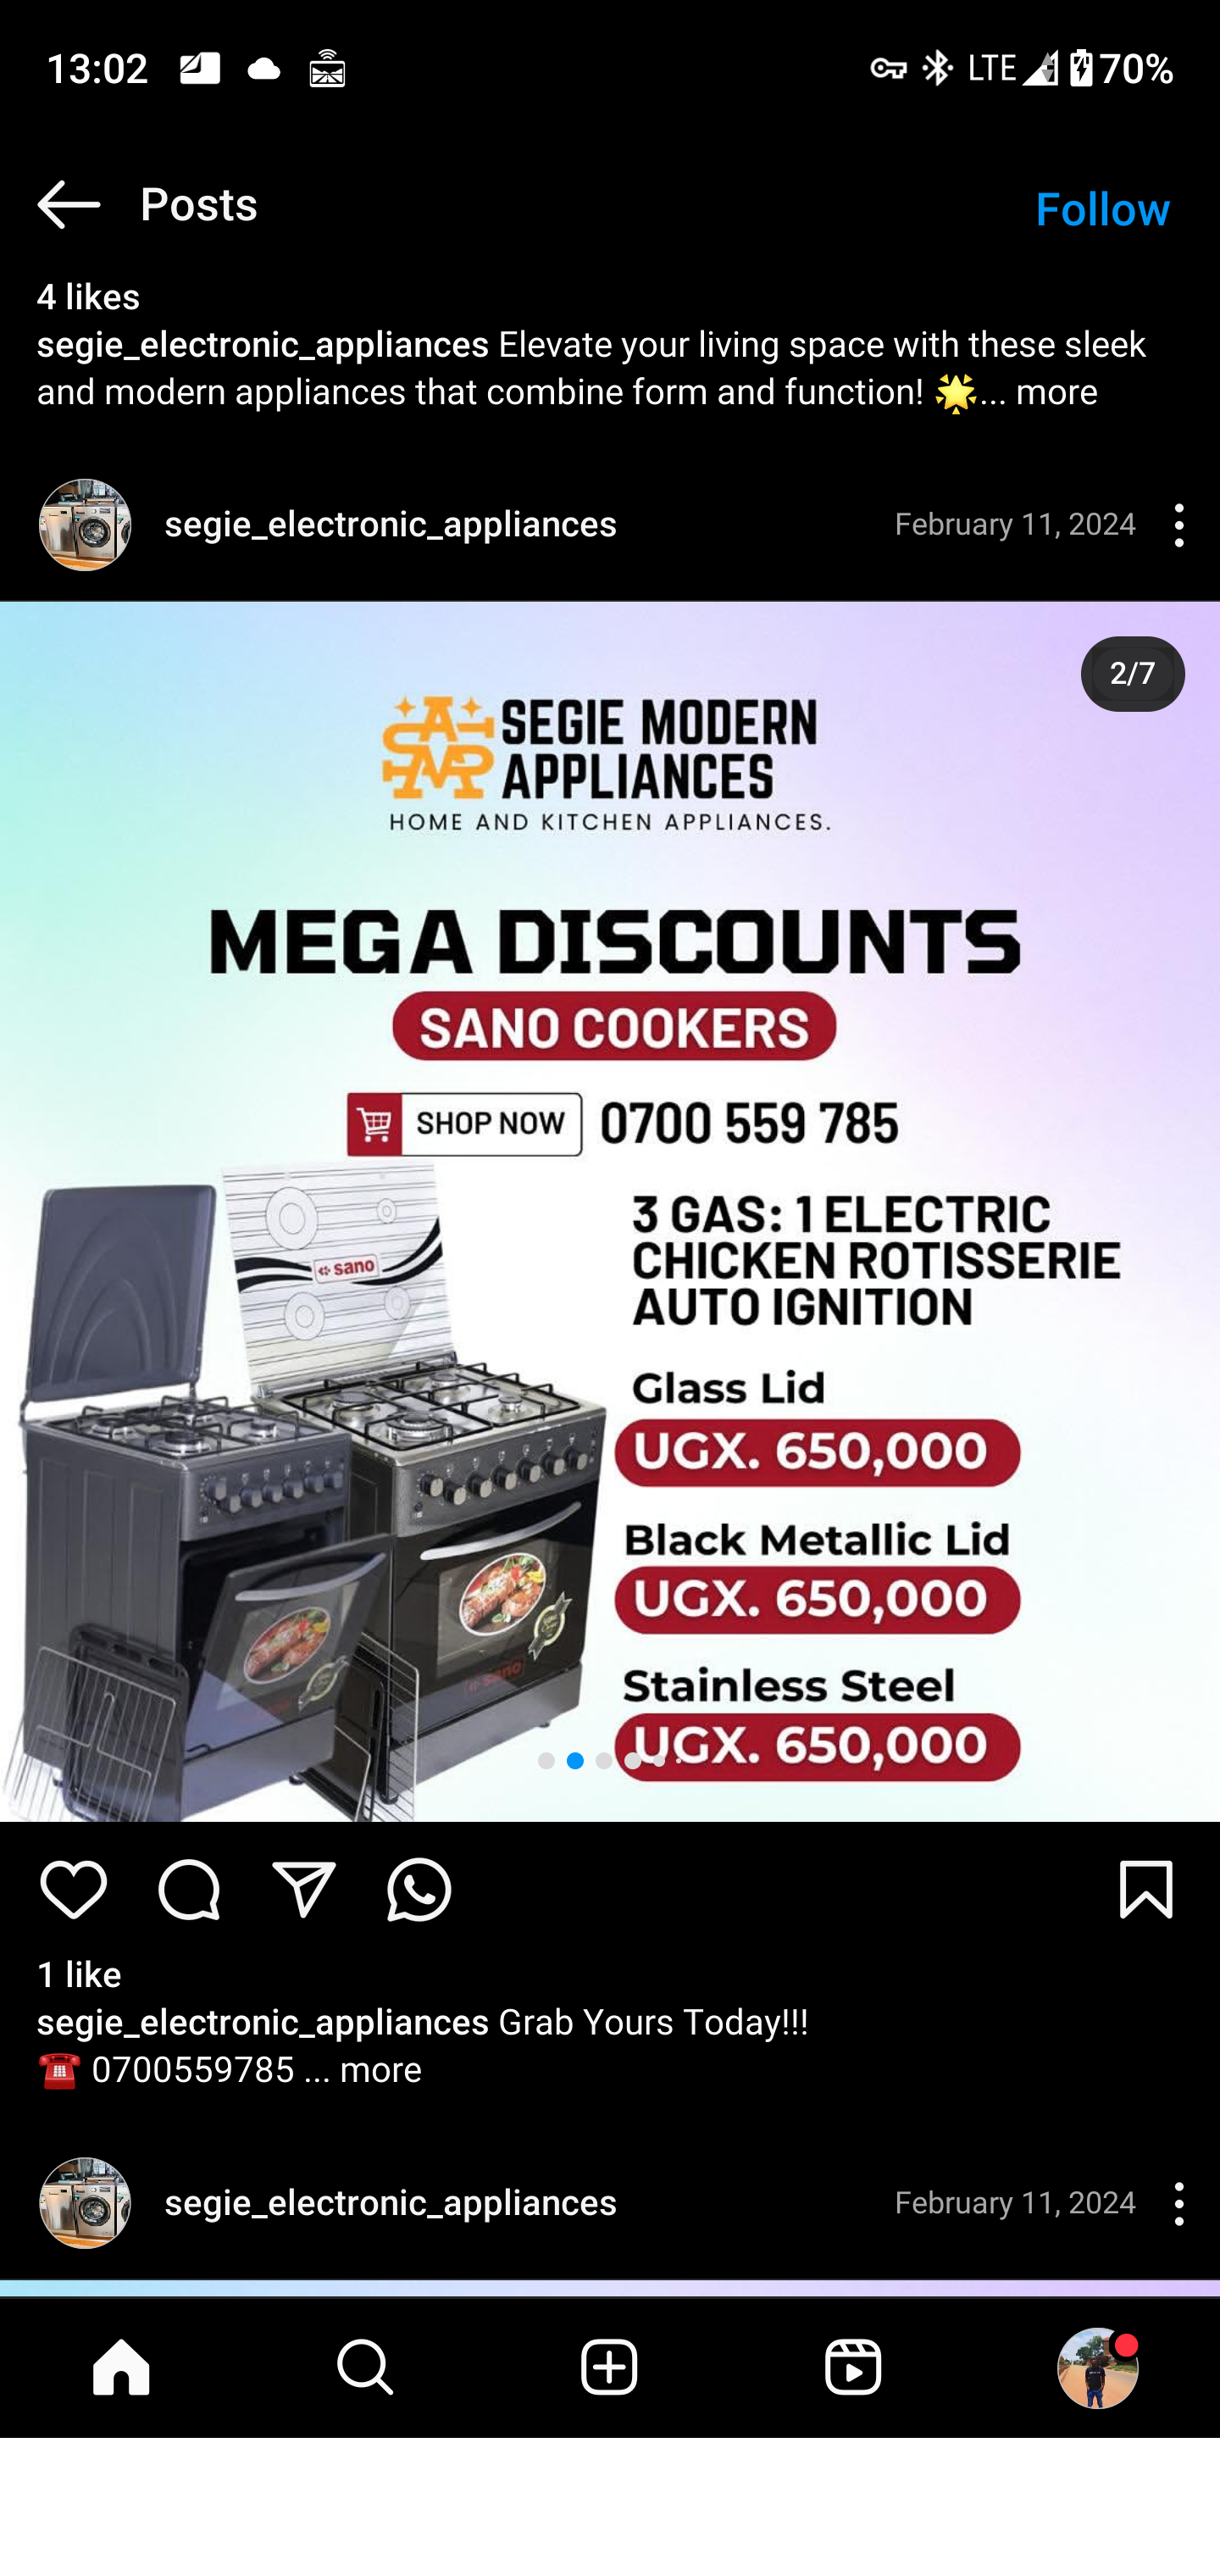 13:02
LTE
70%
Posts
Follow
4 likes
segie_electronic_appliances Elevate your living space with these sleek
and modern appliances that combine form and function! 🌟... more
segie_electronic_appliances
February 11, 2024
2/7
SEGIE MODERN
APPLIANCES
HOME AND KITCHEN APPLIANCES.
MEGA DISCOUNTS
SANO COOKERS
SHOP NOW
0700 559 785
3 GAS: 1 ELECTRIC
CHICKEN ROTISSERIE
AUTO IGNITION
sano
Glass Lid
UGX. 650,000
Black Metallic Lid
UGX. 650,000
sano
Stainless Steel
UGX. 650,000
1 like
segie_electronic_appliances Grab Yours Today!!!
☎️ 0700559785 ... more
segie_electronic_appliances
February 11, 2024